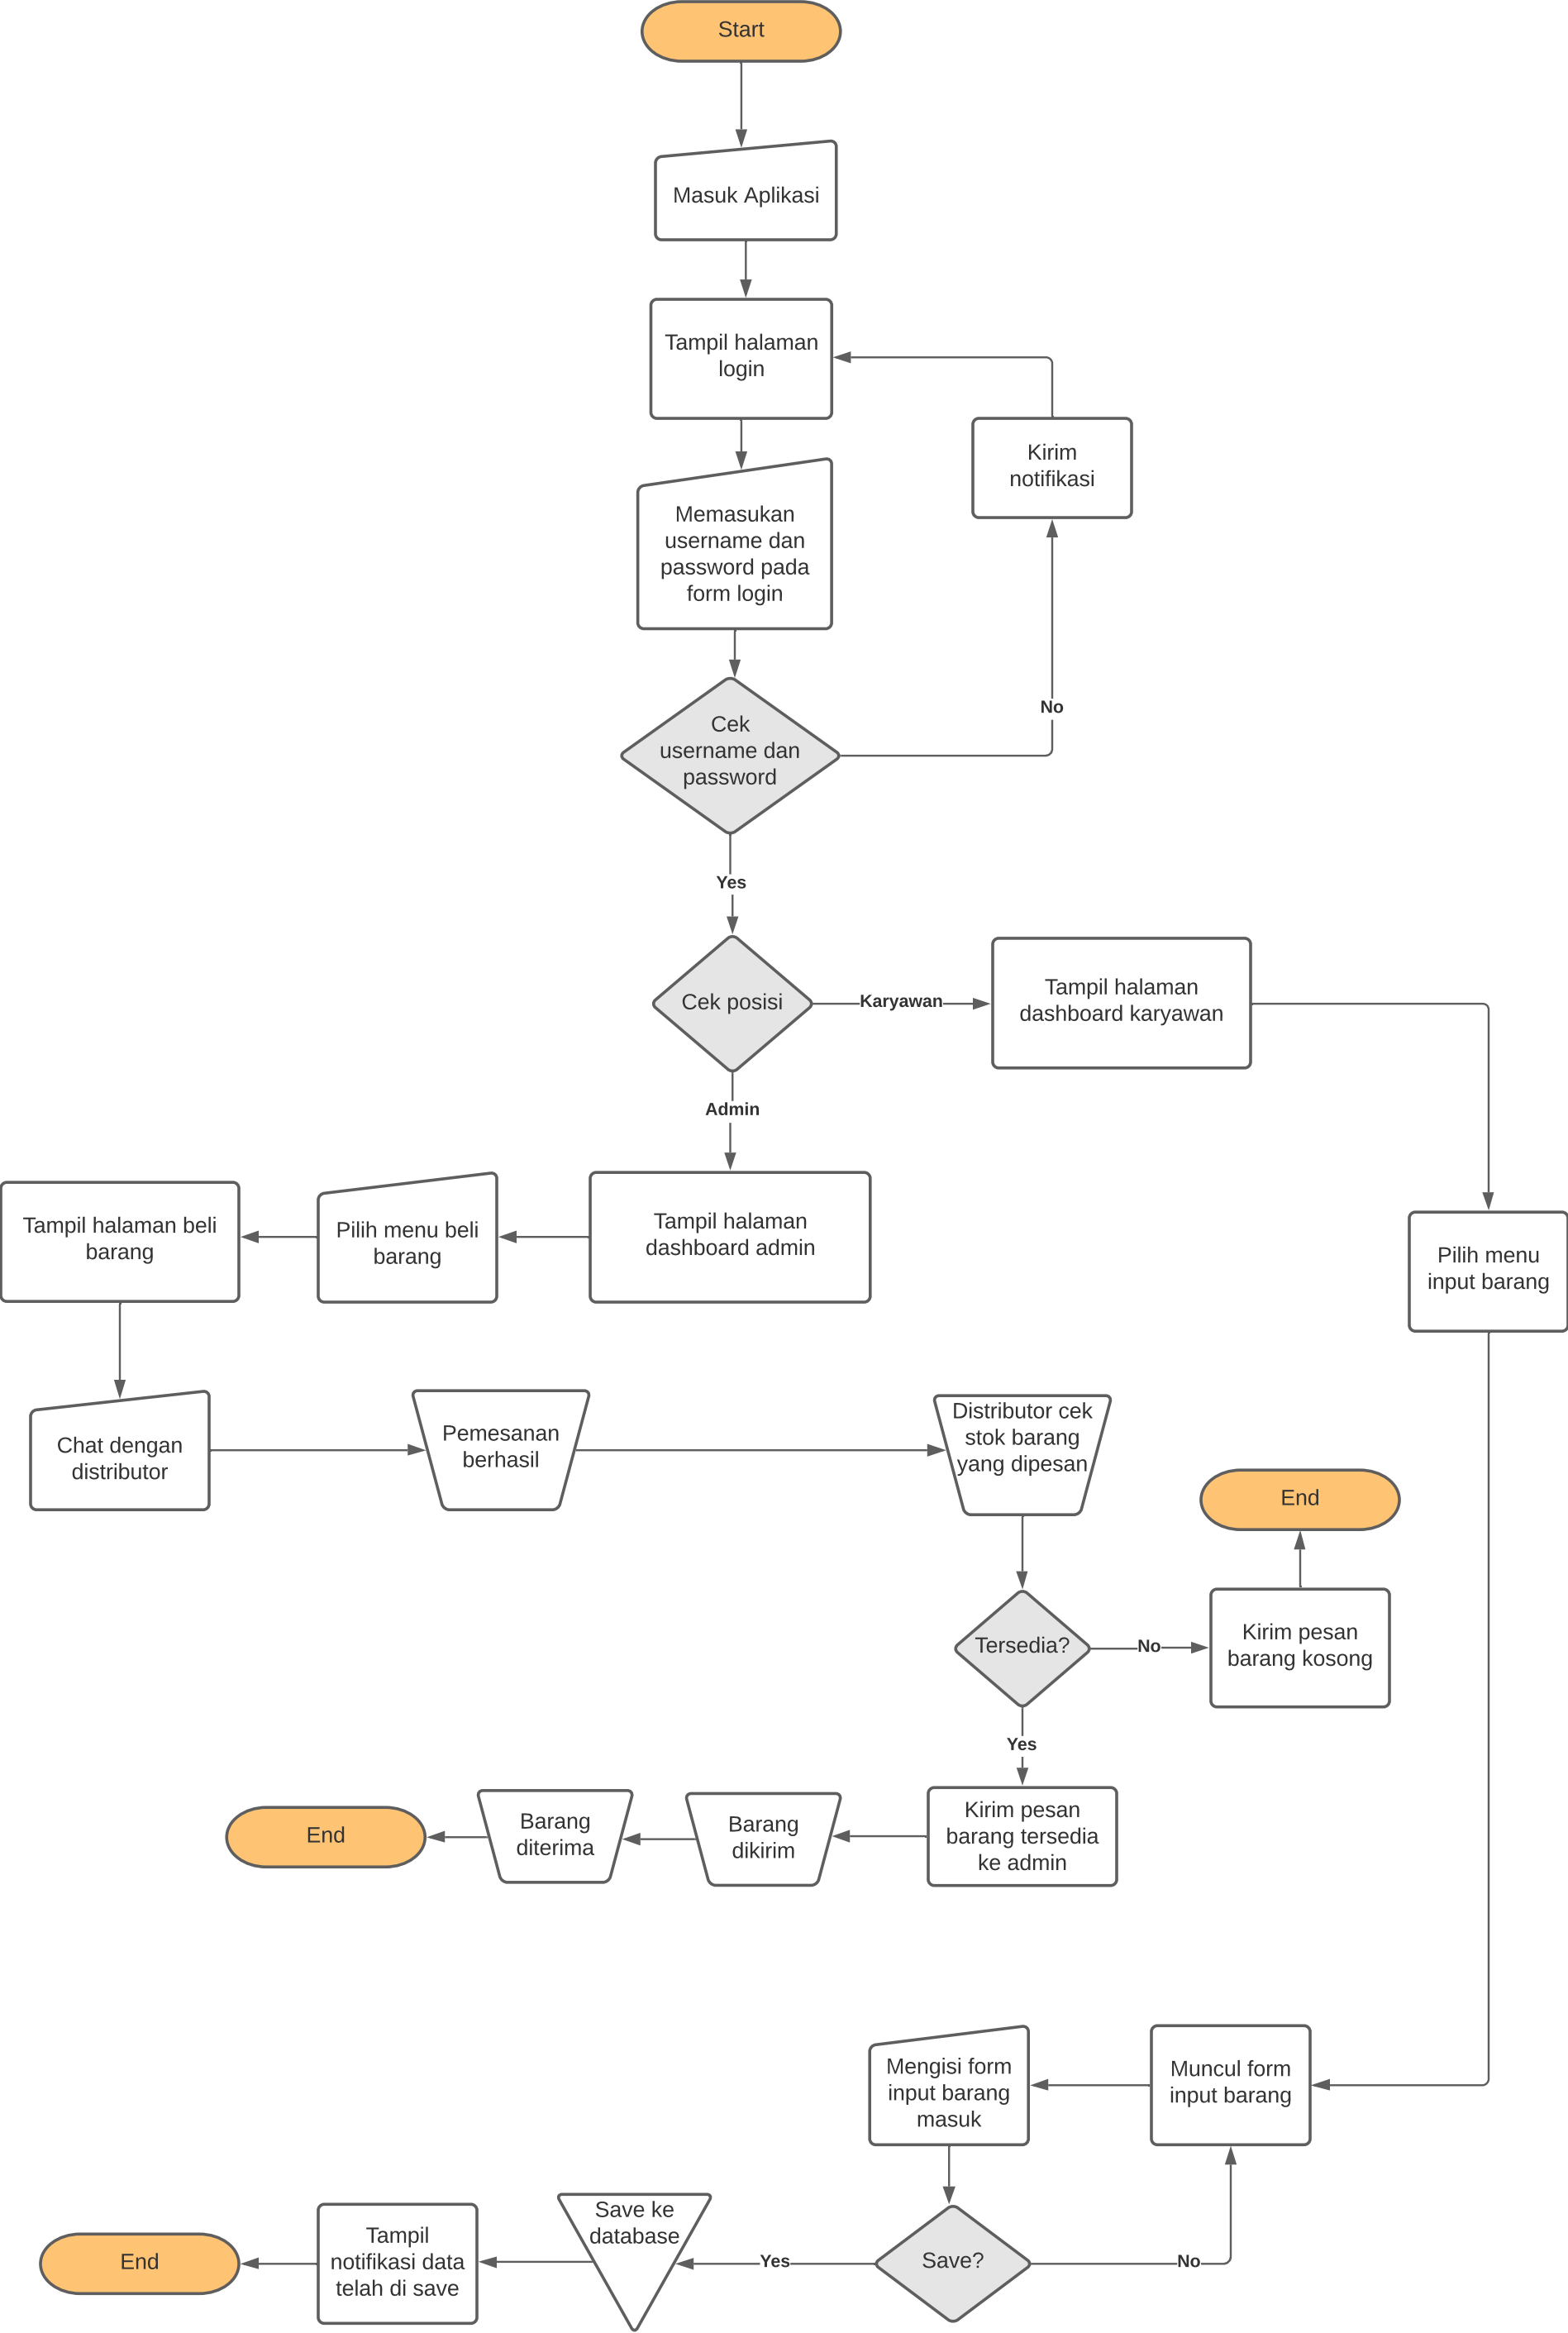 Start
Masuk Aplikasi
Tampil halaman
login
Kirim
notifikasi
Memasukan
username dan
password pada
form login
No
Cek
username dan
password
Yes
Cek posisi
Karyawan
Tampil halaman
dashboard karyawan
Admin
Tampil halaman beli
barang
Pilih menu beli
barang
Tampil halaman
dashboard admin
Pilih menu
input barang
Chat dengan
distributor
Pemesanan
berhasil
Distributor cek
stok barang
yang dipesan
End
Tersedia?
No
Kirim pesan
barang kosong
Yes
End
Barang
diterima
Barang
dikirim
Kirim pesan
barang tersedia
ke admin
Mengisi form
input barang
masuk
Muncul form
input barang
End
Tampil
notifikasi data
telah di save
Save ke
database
Yes
Save?
No